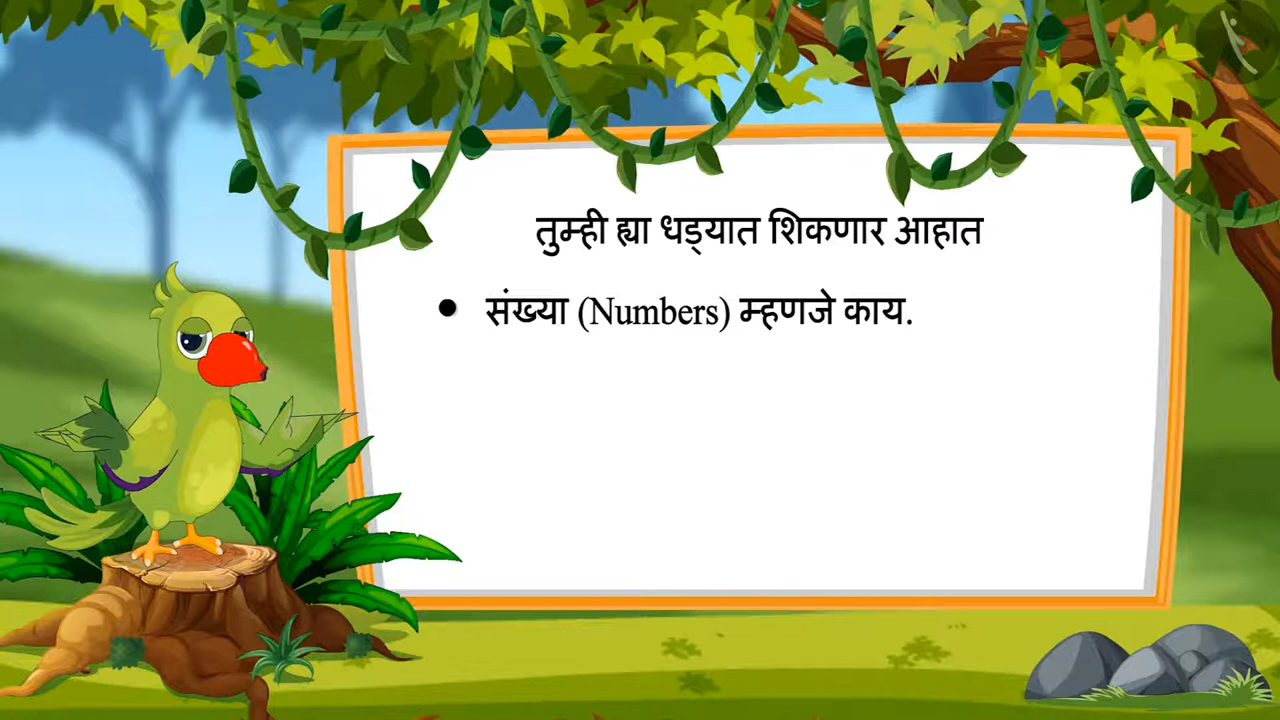 तुम्ही ह्या धड्यात शिकणार आहात
• संख्या (Numbers) म्हणजे काय.